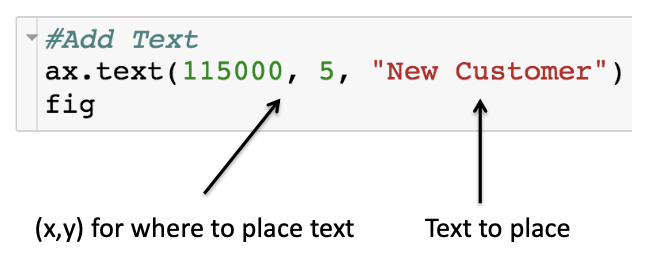 #Add Text
ax.text(115000, 5, "New Customer")
fig
(x,y) for where to place text
Text to place